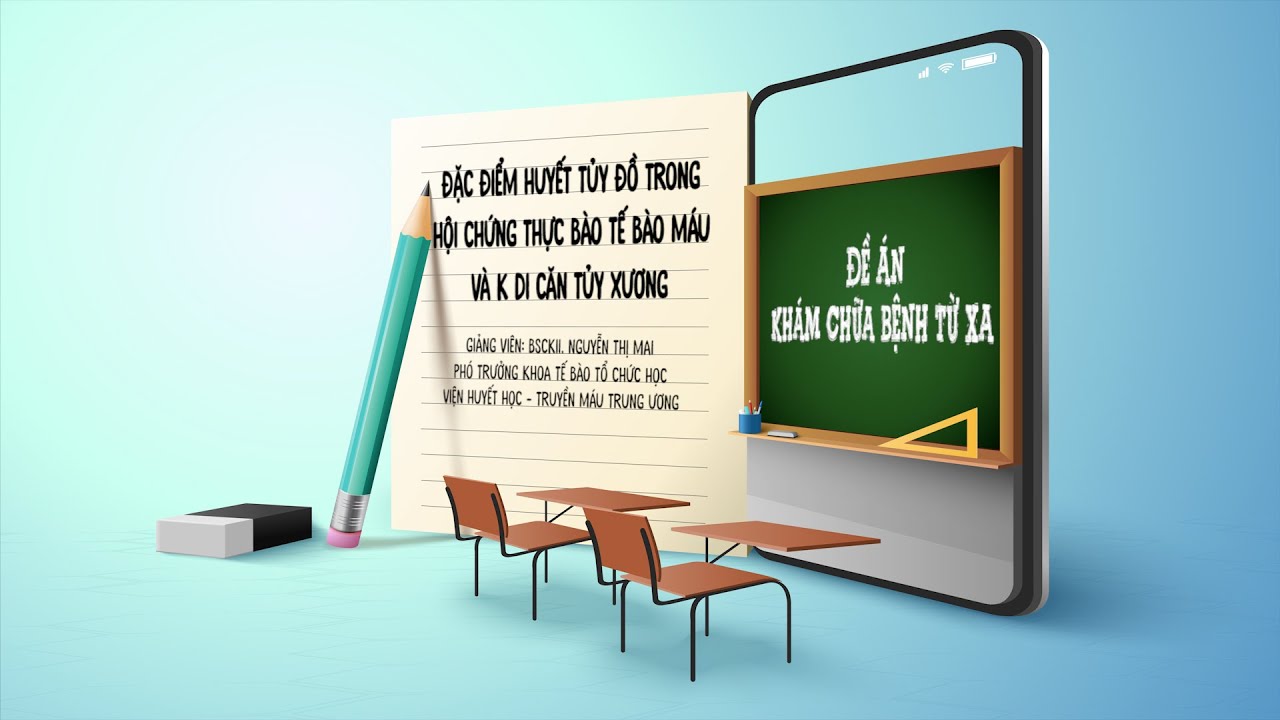 ĐẶC ĐIỂM HUYẾT TỦY ĐỒ TRONG
HỘI CHỨNG THỰC BÀO TẾ BÀO MÁU
VÀ K DI CĂN TỦY XƯƠNG
GIẢNG VIÊN: BSCKII. NGUYỄN THỊ MAI
PHÓ TRƯỞNG KHOA TẾ BÀO TỔ CHỨC HỌC
VIỆN HUYẾT HỌC - TRUYỀN MÁU TRUNG ƯƠNG
ĐỀ ÁN
KHÁM CHỮA BỆNH TỪ XA